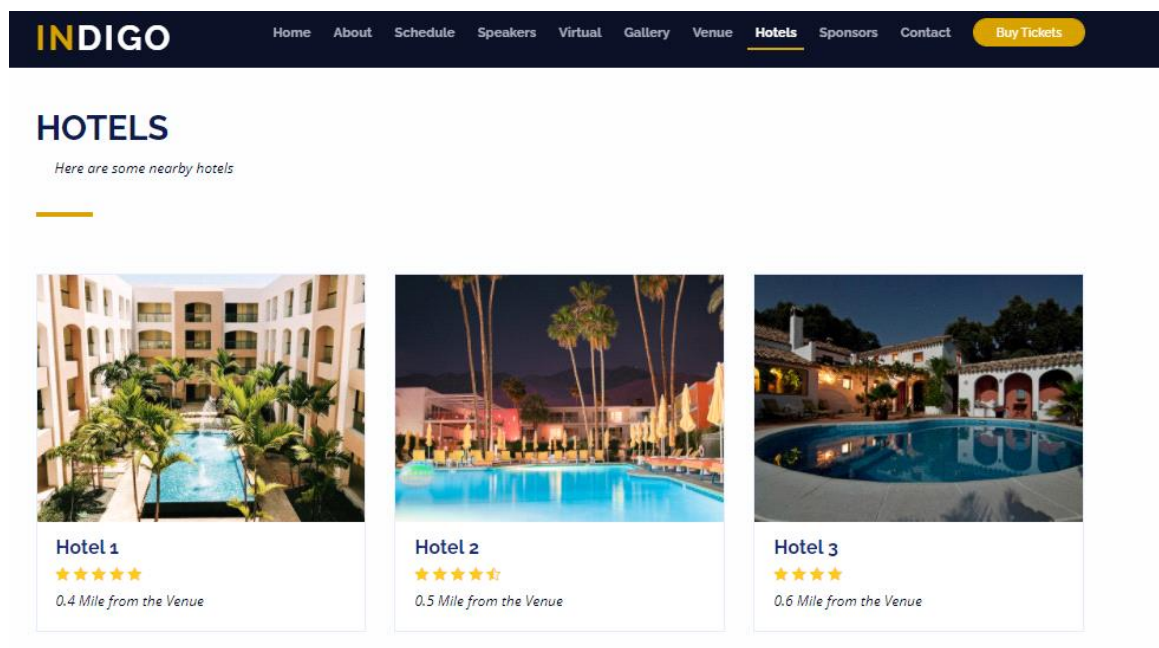 INDIGO Home About Schedule Speakers Virtual Gallery Venue Hotels Sponsors Contact Buy Tickets
HOTELS
Here are some nearby hotels
Hotel 1
0.4 Mile from the Venue
Hotel 2
0.5 Mile from the Venue
Hotel 3
0.6 Mile from the Venue